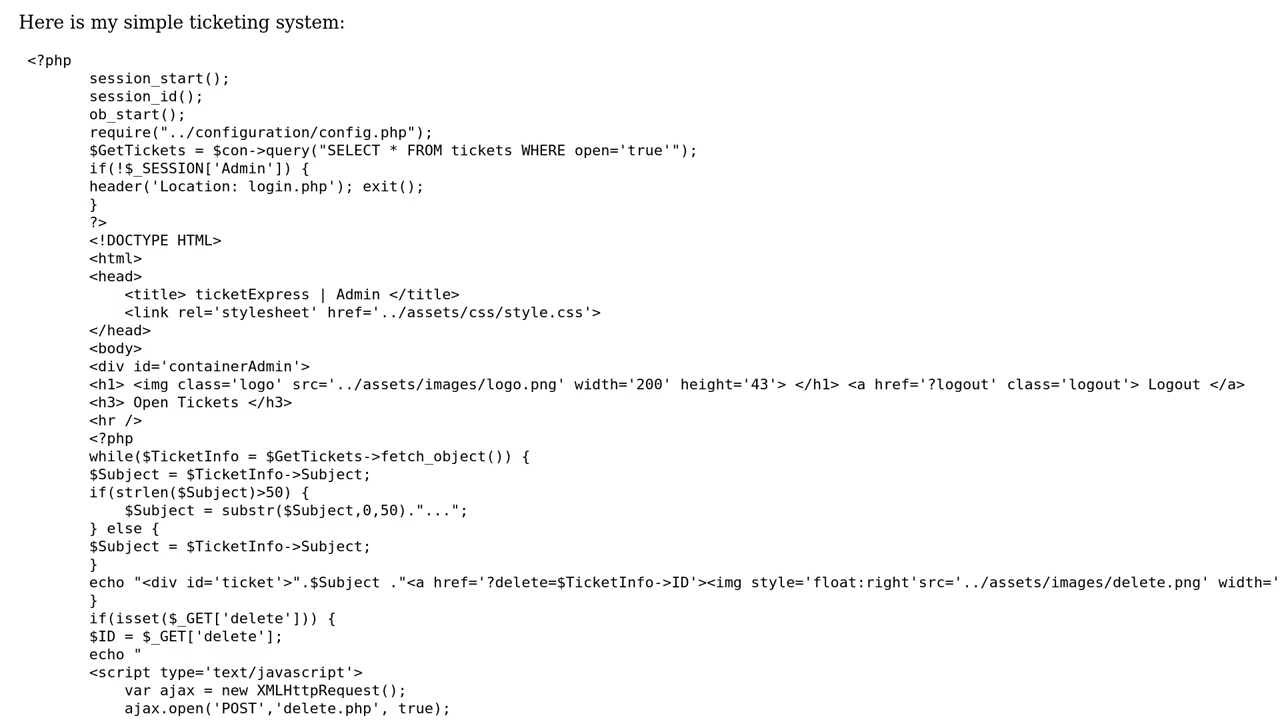 Here is my simple ticketing system:
<?php
session_start();
session_id();
ob_start();
require("../configuration/config.php");
$GetTickets = $con->query("SELECT * FROM tickets WHERE open='true'");
if(!$_SESSION['Admin']) {
header('Location: login.php'); exit();
}
?>
<!DOCTYPE HTML>
<html>
<head>
<title> ticketExpress | Admin </title>
<link rel='stylesheet' href='../assets/css/style.css'>
</head>
<body>
<div id='containerAdmin'>
<h1> <img class='logo' src='../assets/images/logo.png' width='200' height='43'> </h1> <a href='?logout' class='logout'> Logout </a>
<h3> Open Tickets </h3>
<hr />
<?php
while($TicketInfo = $GetTickets->fetch_object()) {
$Subject = $TicketInfo->Subject;
if(strlen($Subject)>50) {
$Subject = substr($Subject,0,50)."...";
} else {
$Subject = $TicketInfo->Subject;
}
echo "<div id='ticket'>".$Subject ."<a href='?delete=$TicketInfo->ID'><img style='float:right'src='../assets/images/delete.png' width='
}
if(isset($_GET['delete'])) {
$ID = $_GET['delete'];
echo "
<script type='text/javascript'>
var ajax = new XMLHttpRequest();
ajax.open('POST','delete.php', true);